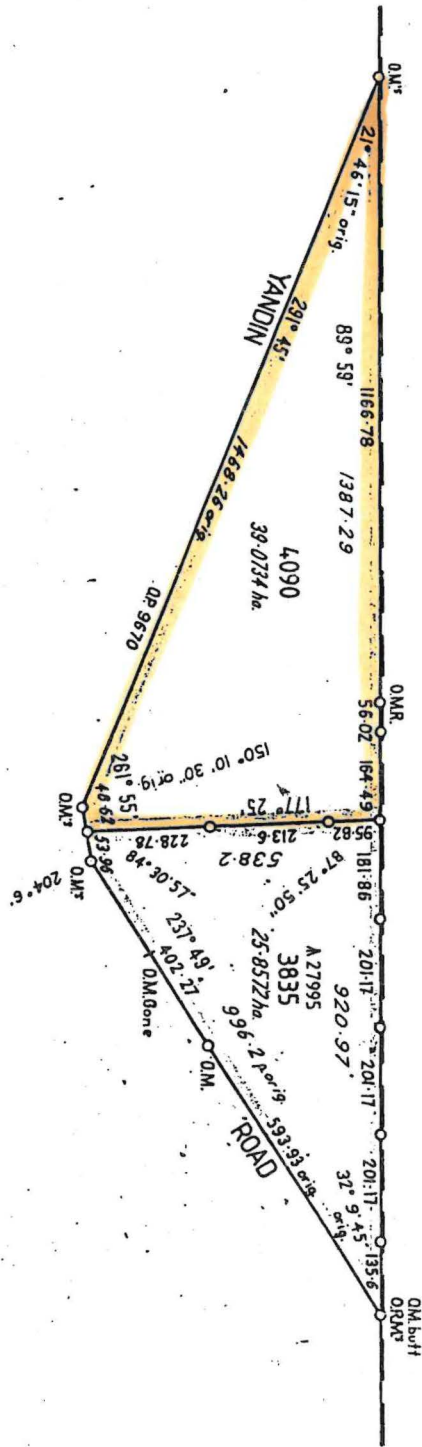 O.M.'s
21° 46' 15" orig.
YANDIN
291° 45'
1468·26 orig.
O.P. 9670
89° 59'
1166·78
1387·29
4090
39·0734 ha.
O.M.R.
56·02
164·49
150° 10' 30" orig.
261° 55'
48·63
O.M's
53·96
O.M's
204° 6'
177° 25'
95·82
213·6
228·78
538·2
84° 30' 57"
87° 25' 50"
181·86
201·17
201·17
201·17
135·6
920·97
A 27995
3835
25·8572 ha.
237° 49'
402·27
O.M.Gone
O.M.
996·2 p.orig.
593·93 orig.
ROAD
32° 9' 45"
orig.
O.M. butt
O.R.M's